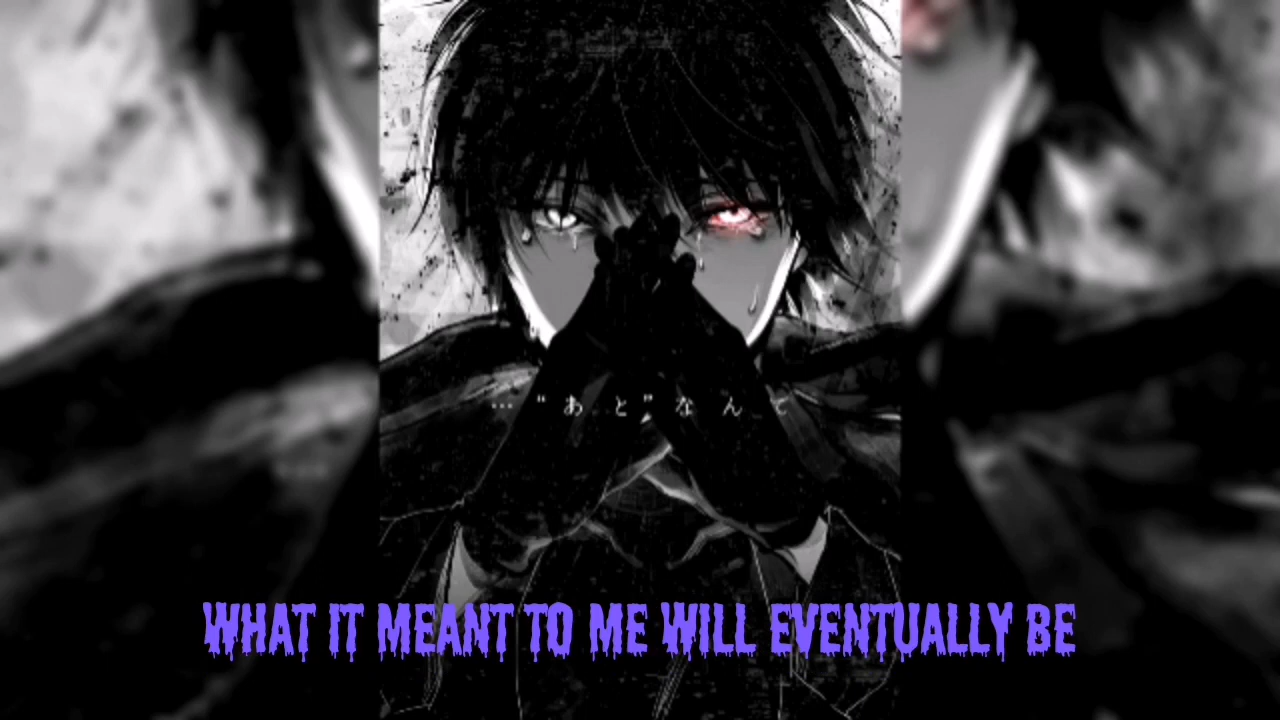 …“あと”なんて
WHAT IT MEANT TO ME WILL EVENTUALLY BE